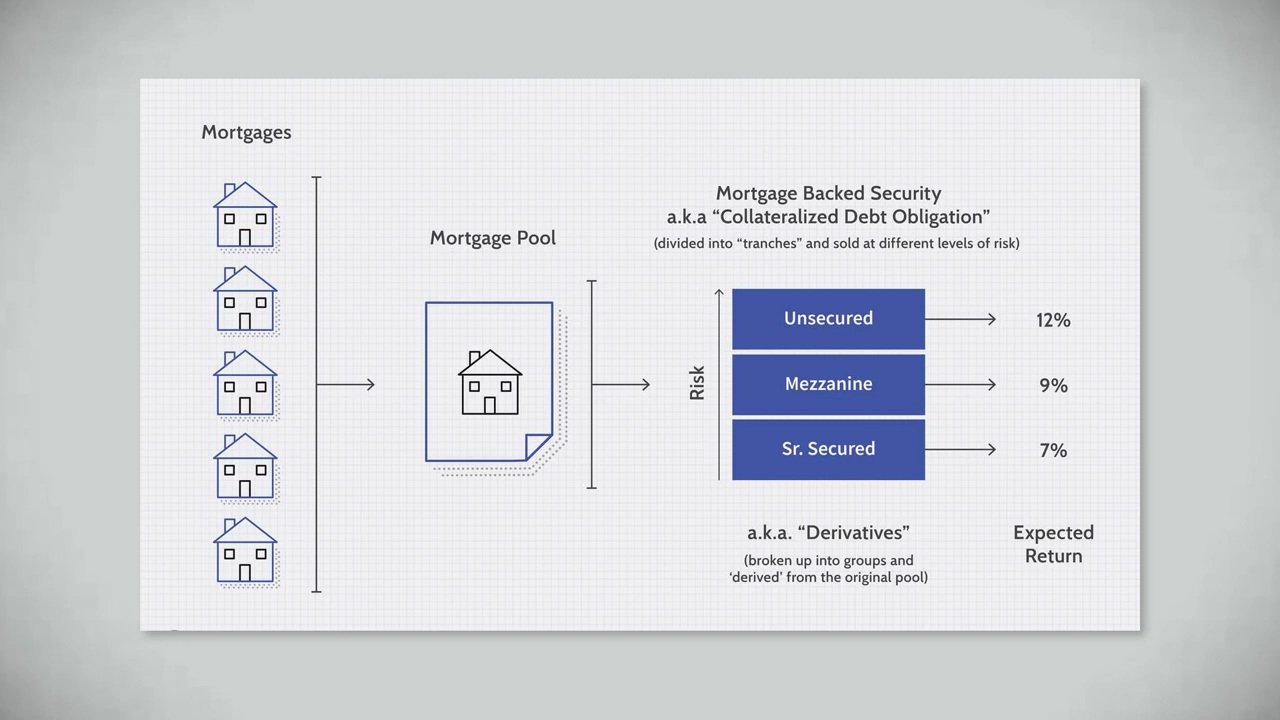 Mortgages
Mortgage Pool
Mortgage Backed Security
a.k.a “Collateralized Debt Obligation”
(divided into “tranches” and sold at different levels of risk)
Risk
Unsecured
12%
Mezzanine
9%
Sr. Secured
7%
a.k.a. “Derivatives”
(broken up into groups and
‘derived’ from the original pool)
Expected
Return